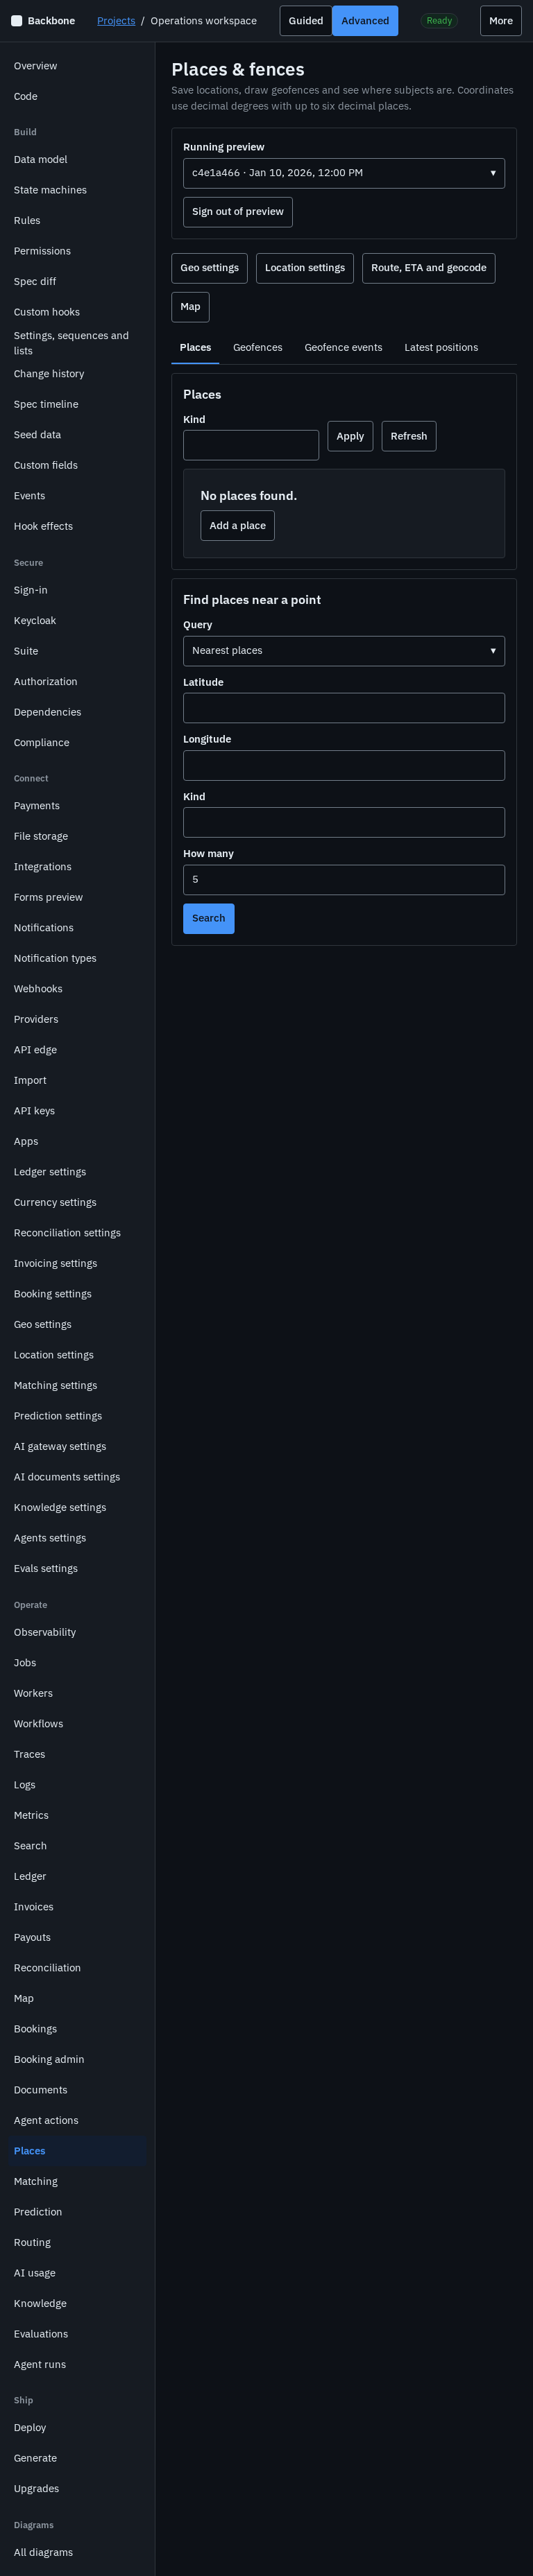 Backbone
Projects / Operations workspace
Guided
Advanced
Ready
More
Overview
Code
Build
Data model
State machines
Rules
Permissions
Spec diff
Custom hooks
Settings, sequences and
lists
Change history
Spec timeline
Seed data
Custom fields
Events
Hook effects
Secure
Sign-in
Keycloak
Suite
Authorization
Dependencies
Compliance
Connect
Payments
File storage
Integrations
Forms preview
Notifications
Notification types
Webhooks
Providers
API edge
Import
API keys
Apps
Ledger settings
Currency settings
Reconciliation settings
Invoicing settings
Booking settings
Geo settings
Location settings
Matching settings
Prediction settings
AI gateway settings
AI documents settings
Knowledge settings
Agents settings
Evals settings
Operate
Observability
Jobs
Workers
Workflows
Traces
Logs
Metrics
Search
Ledger
Invoices
Payouts
Reconciliation
Map
Bookings
Booking admin
Documents
Agent actions
Places
Matching
Prediction
Routing
AI usage
Knowledge
Evaluations
Agent runs
Ship
Deploy
Generate
Upgrades
Diagrams
All diagrams
Places & fences
Save locations, draw geofences and see where subjects are. Coordinates
use decimal degrees with up to six decimal places.
Running preview
c4e1a466 · Jan 10, 2026, 12:00 PM
Sign out of preview
Geo settings
Location settings
Route, ETA and geocode
Map
Places
Geofences
Geofence events
Latest positions
Places
Kind
Apply
Refresh
No places found.
Add a place
Find places near a point
Query
Nearest places
Latitude
Longitude
Kind
How many
5
Search